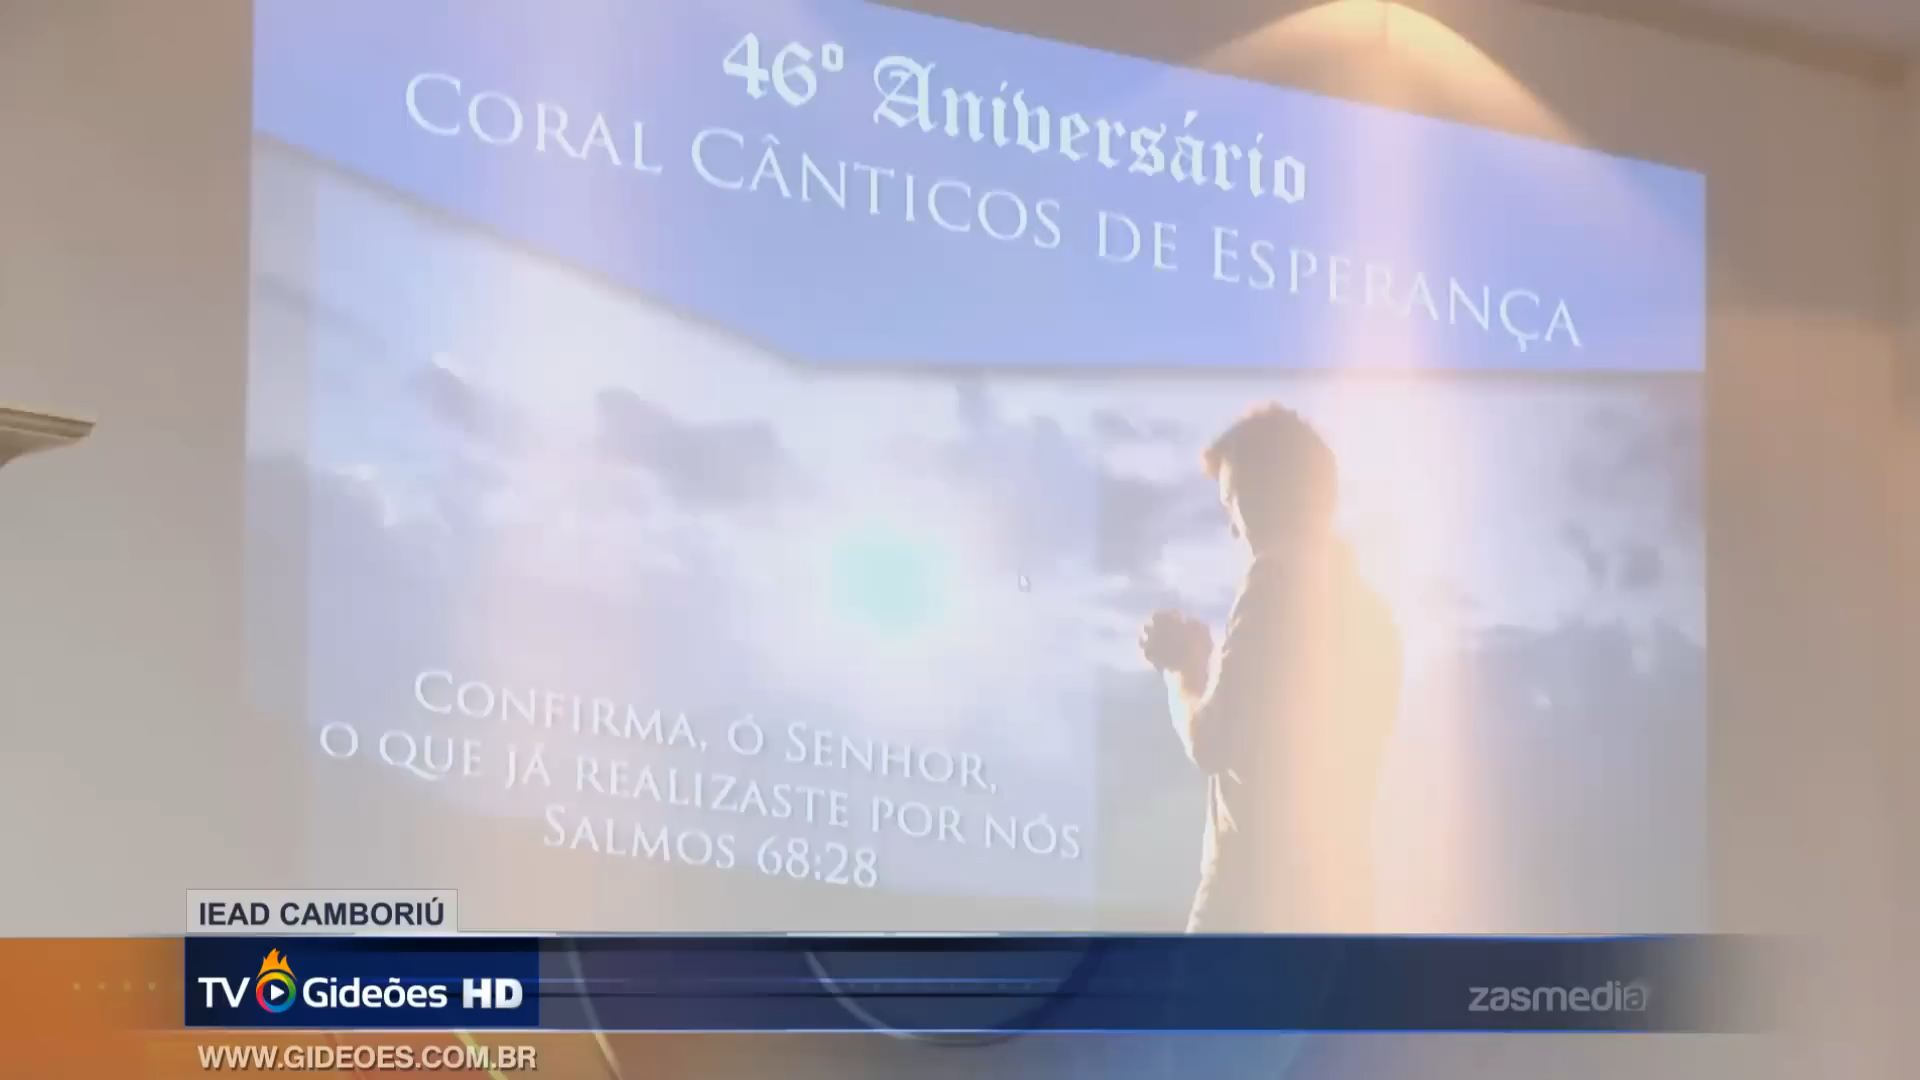 46º Aniversário
CORAL CÂNTICOS DE ESPERANÇA
CONFIRMA, Ó SENHOR,
O QUE JÁ REALIZASTE POR NÓS
SALMOS 68:28
IEAD CAMBORIÚ
TV Gideões HD
zasmedia
WWW.GIDEOES.COM.BR